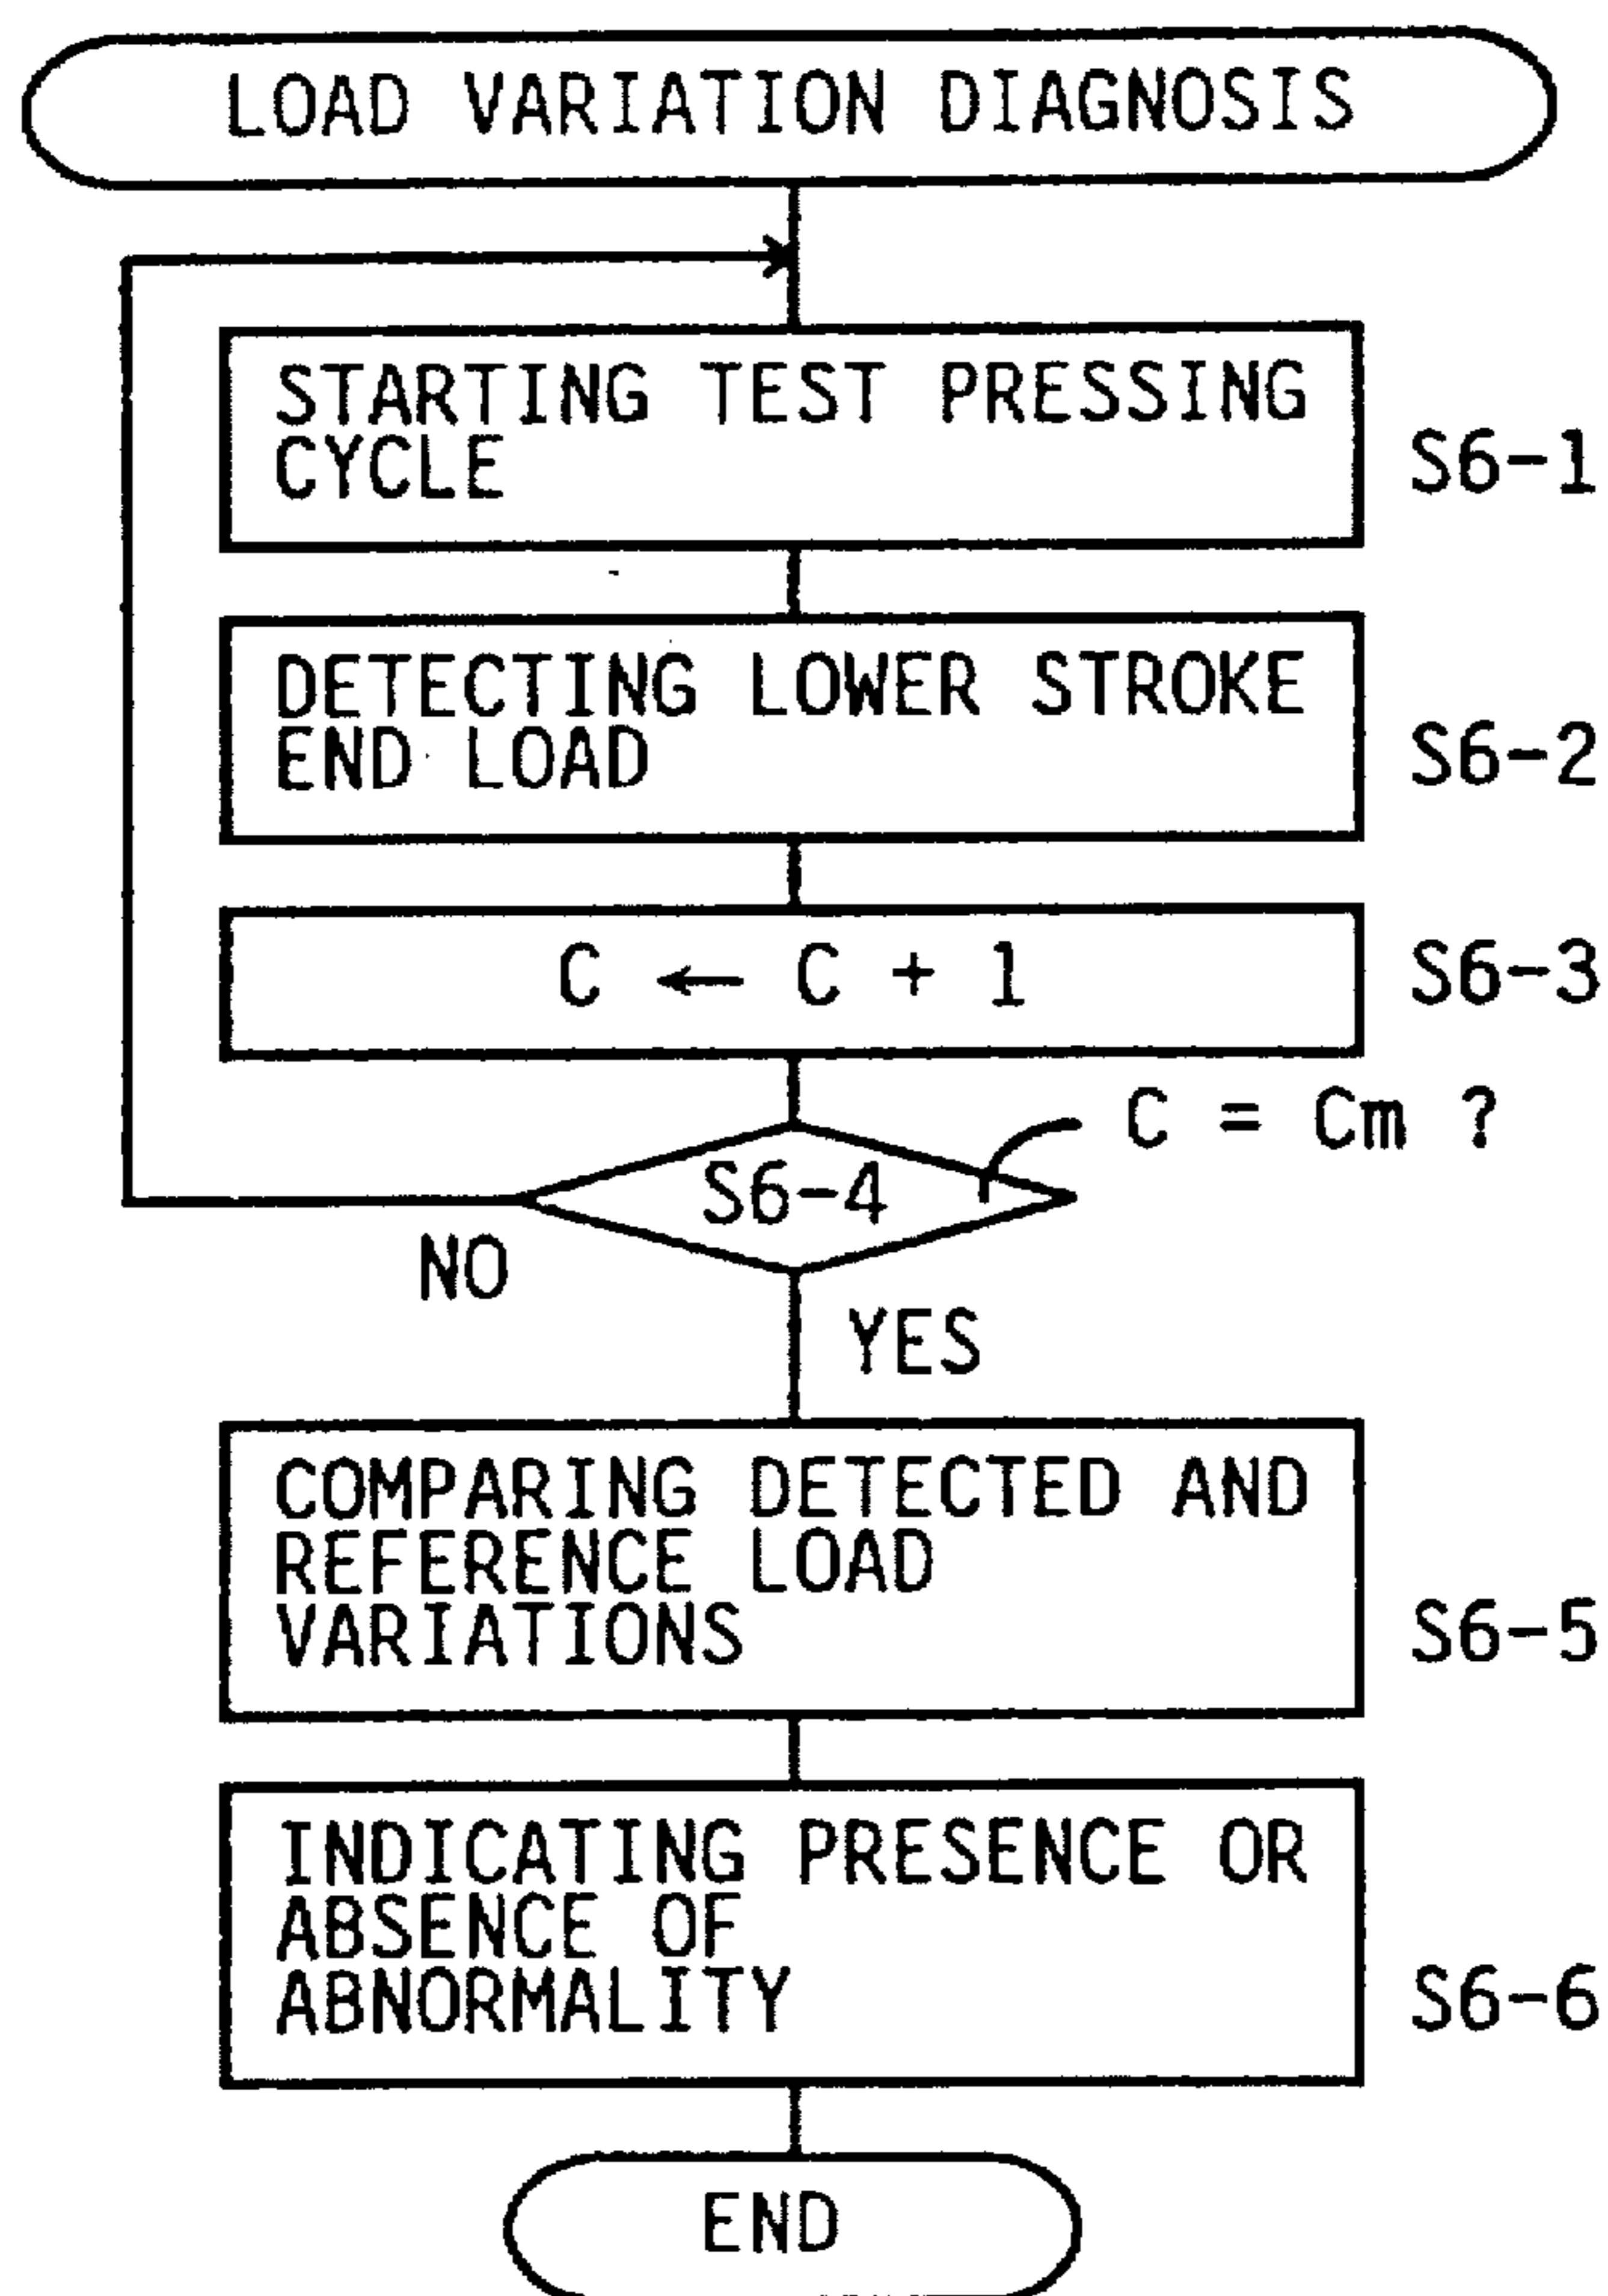 LOAD VARIATION DIAGNOSIS
STARTING TEST PRESSING
CYCLE
S6-1
DETECTING LOWER STROKE
END LOAD
S6-2
C ← C + 1
S6-3
C = Cm ?
S6-4
NO
YES
COMPARING DETECTED AND
REFERENCE LOAD
VARIATIONS
S6-5
INDICATING PRESENCE OR
ABSENCE OF
ABNORMALITY
S6-6
END